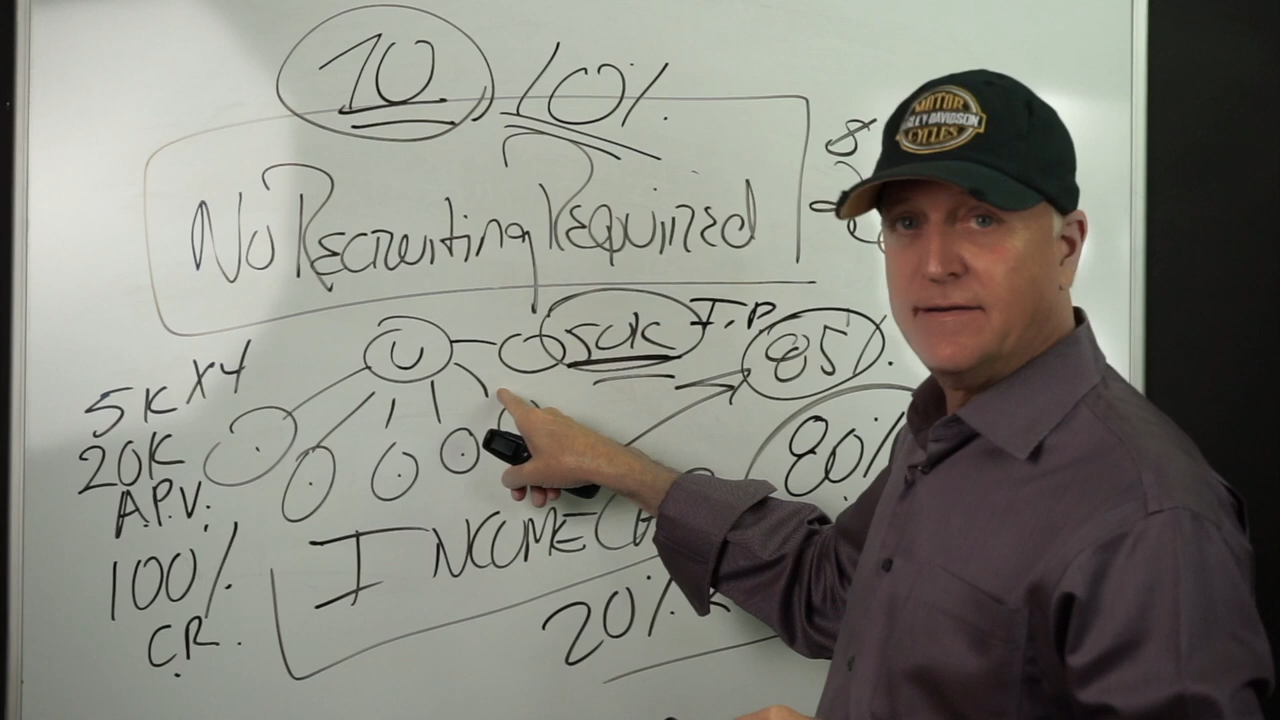 10 10%
No Recruiting Required
8
U 50K I.P. 85%
5K X4
20K
A.P.V.
80%
100%
C.R.
INCOME
20%
MOTOR
HARLEY-DAVIDSON
CYCLES